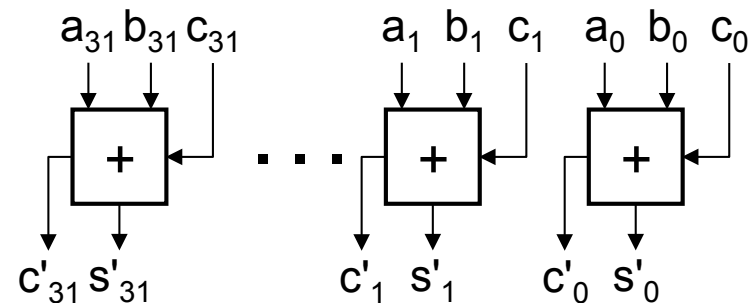 a₃₁ b₃₁ c₃₁ a₁ b₁ c₁ a₀ b₀ c₀
+ . . . + +
c'₃₁ s'₃₁ c'₁ s'₁ c'₀ s'₀